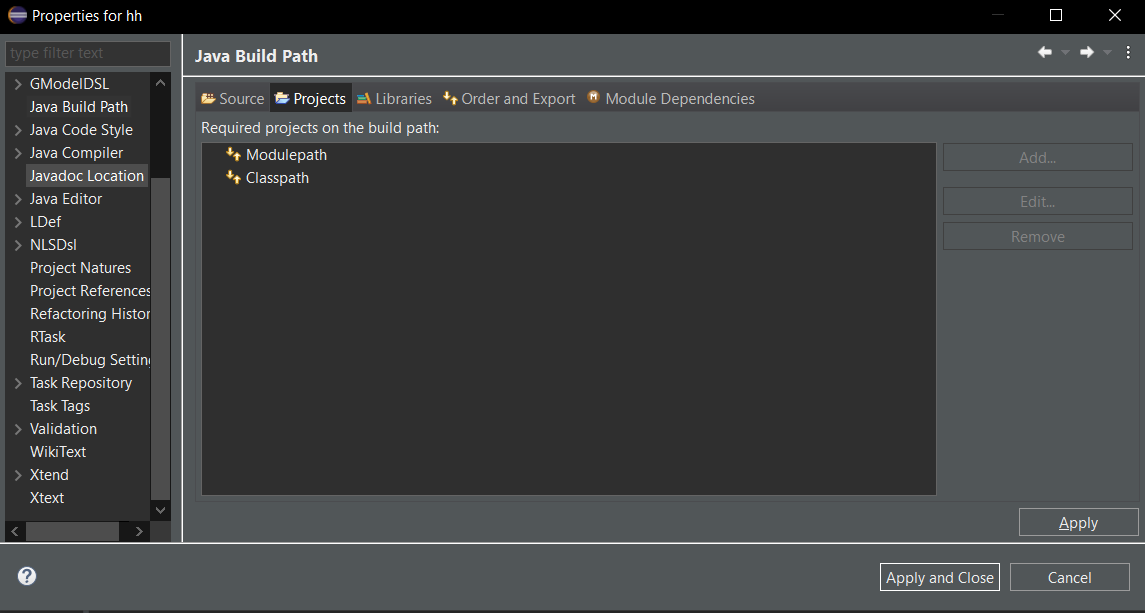 Properties for hh
type filter text
GModelDSL
Java Build Path
Java Code Style
Java Compiler
Javadoc Location
Java Editor
LDef
NLSDsl
Project Natures
Project References
Refactoring Histor
RTask
Run/Debug Settin
Task Repository
Task Tags
Validation
WikiText
Xtend
Xtext
Java Build Path
Source Projects Libraries Order and Export Module Dependencies
Required projects on the build path:
Modulepath
Classpath
Add...
Edit...
Remove
Apply
Apply and Close Cancel